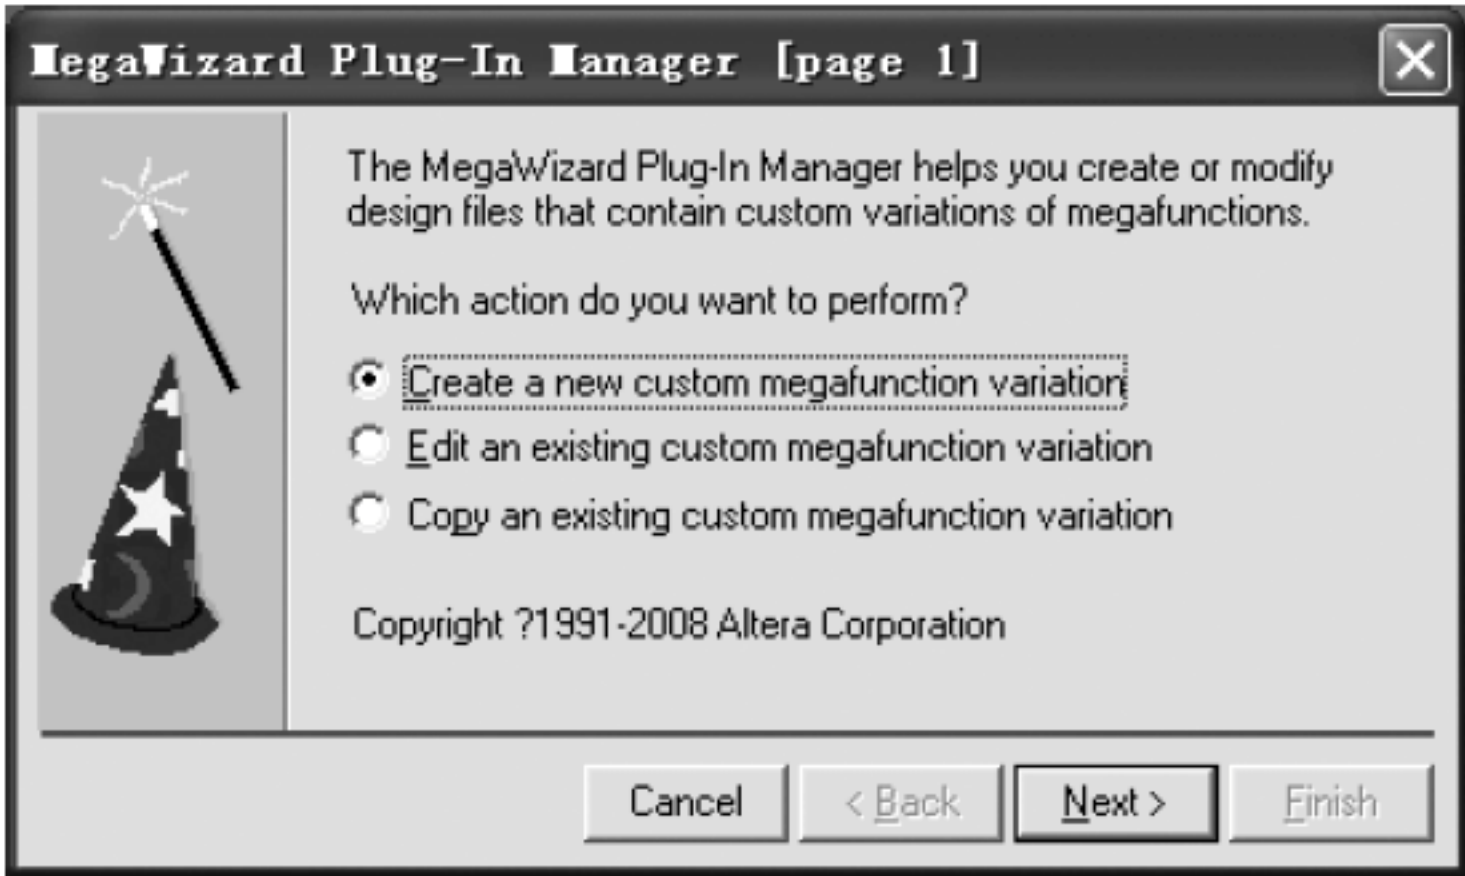 MegaWizard Plug-In Manager [page 1]
The MegaWizard Plug-In Manager helps you create or modify
design files that contain custom variations of megafunctions.
Which action do you want to perform?
Create a new custom megafunction variation
Edit an existing custom megafunction variation
Copy an existing custom megafunction variation
Copyright ?1991-2008 Altera Corporation
Cancel
< Back
Next >
Finish